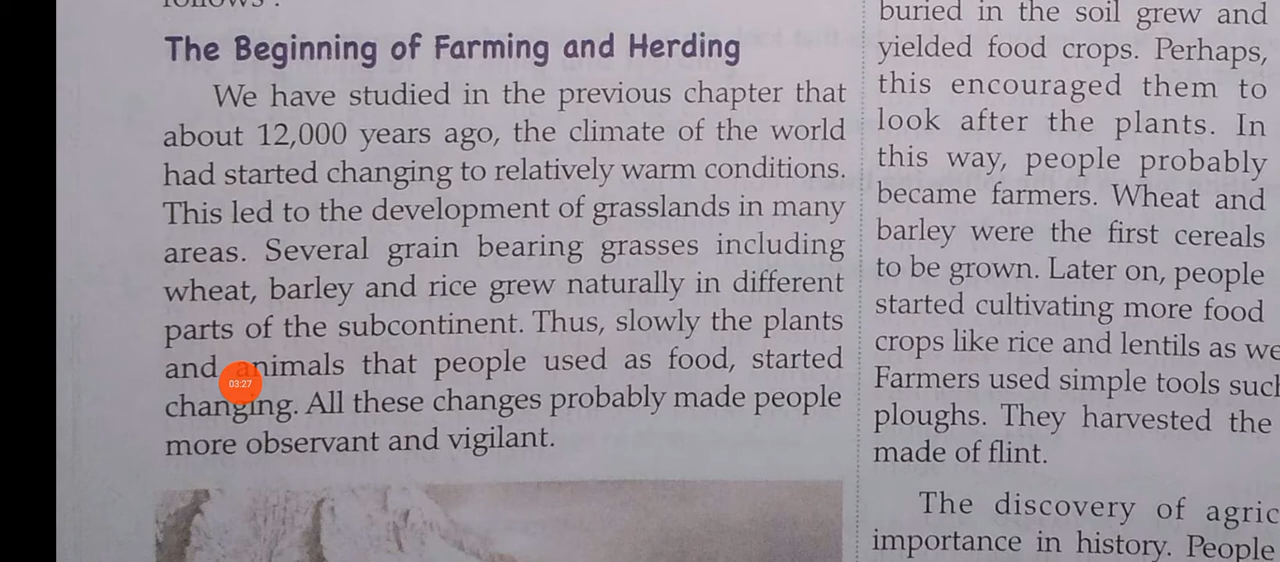 The Beginning of Farming and Herding
We have studied in the previous chapter that
about 12,000 years ago, the climate of the world
had started changing to relatively warm conditions.
This led to the development of grasslands in many
areas. Several grain bearing grasses including
wheat, barley and rice grew naturally in different
parts of the subcontinent. Thus, slowly the plants
and animals that people used as food, started
03:27
changing. All these changes probably made people
more observant and vigilant.
buried in the soil grew and
yielded food crops. Perhaps,
this encouraged them to
look after the plants. In
this way, people probably
became farmers. Wheat and
barley were the first cereals
to be grown. Later on, people
started cultivating more food
crops like rice and lentils as
Farmers used simple tools
ploughs. They harvested the
made of flint.
The discovery of
importance in history. People